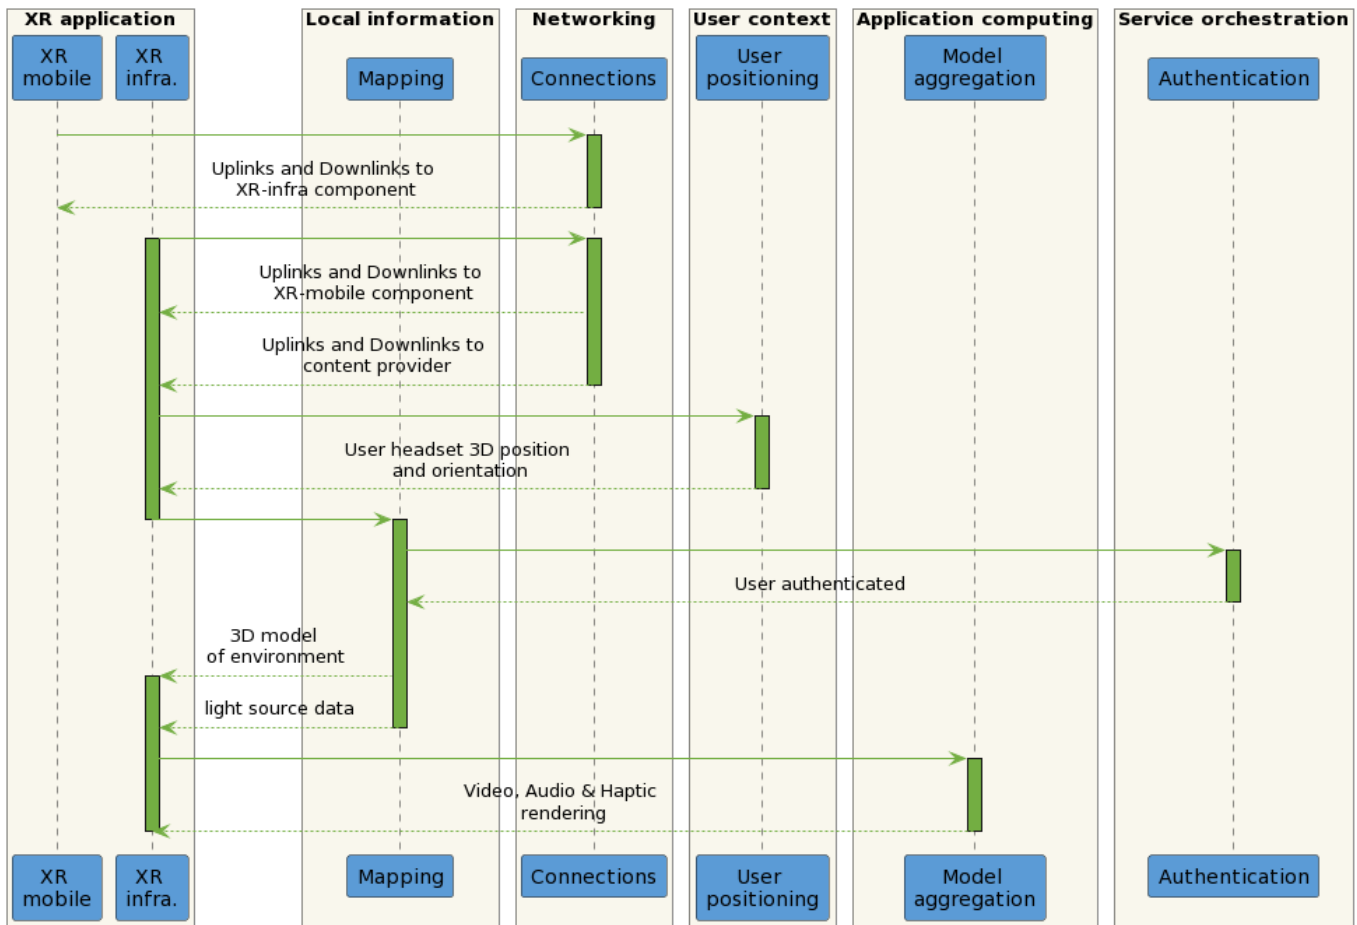 XR application
Local information
Networking
User context
Application computing
Service orchestration
XR
mobile
XR
infra.
Mapping
Connections
User
positioning
Model
aggregation
Authentication
Uplinks and Downlinks to
XR-infra component
Uplinks and Downlinks to
XR-mobile component
Uplinks and Downlinks to
content provider
User headset 3D position
and orientation
User authenticated
3D model
of environment
light source data
Video, Audio & Haptic
rendering
XR
mobile
XR
infra.
Mapping
Connections
User
positioning
Model
aggregation
Authentication